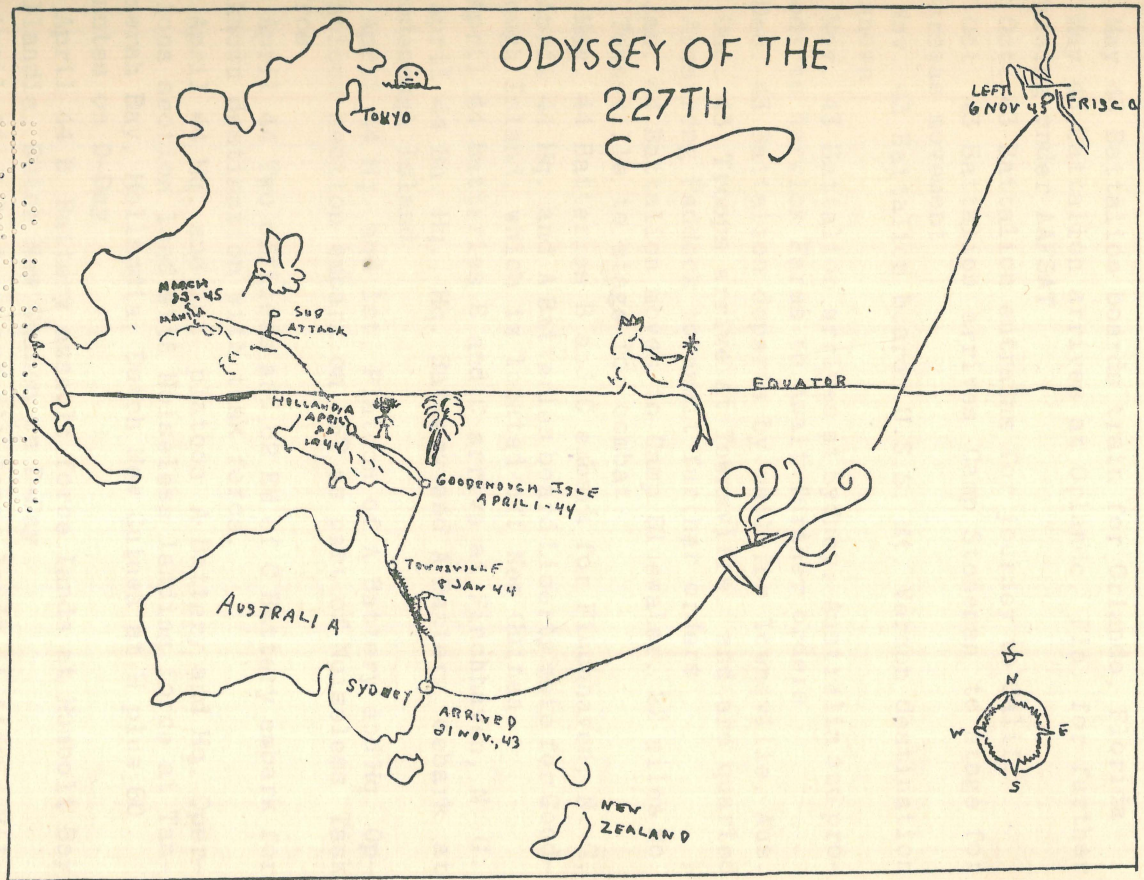 ODYSSEY OF THE
227TH
TOKYO
LEFT
6 NOV 43
FRISCO
MARCH
23-45
MANILA
SUB
ATTACK
EQUATOR
HOLLANDIA
APRIL
22
1944
GOODENOUGH ISLE
APRIL 1-44
TOWNSVILLE
8 JAN 44
AUSTRALIA
SYDNEY
ARRIVED
21 NOV., 43
N
W
E
S
NEW
ZEALAND